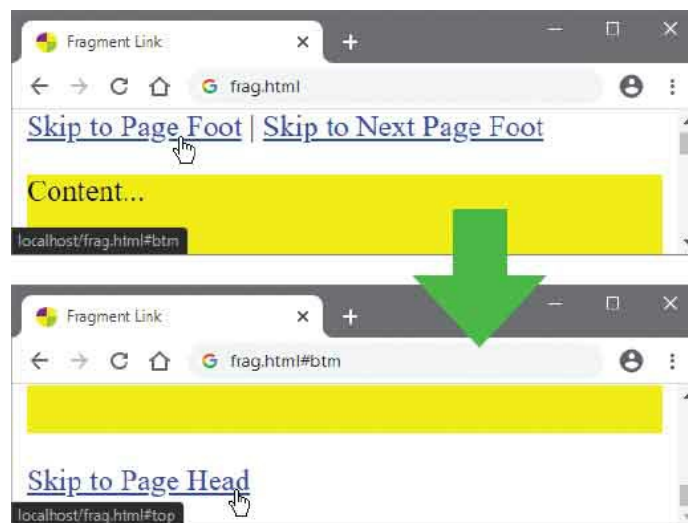 Fragment Link
frag.html
Skip to Page Foot | Skip to Next Page Foot
Content...
localhost/frag.html#btm
Fragment Link
frag.html#btm
Skip to Page Head
localhost/frag.html#top